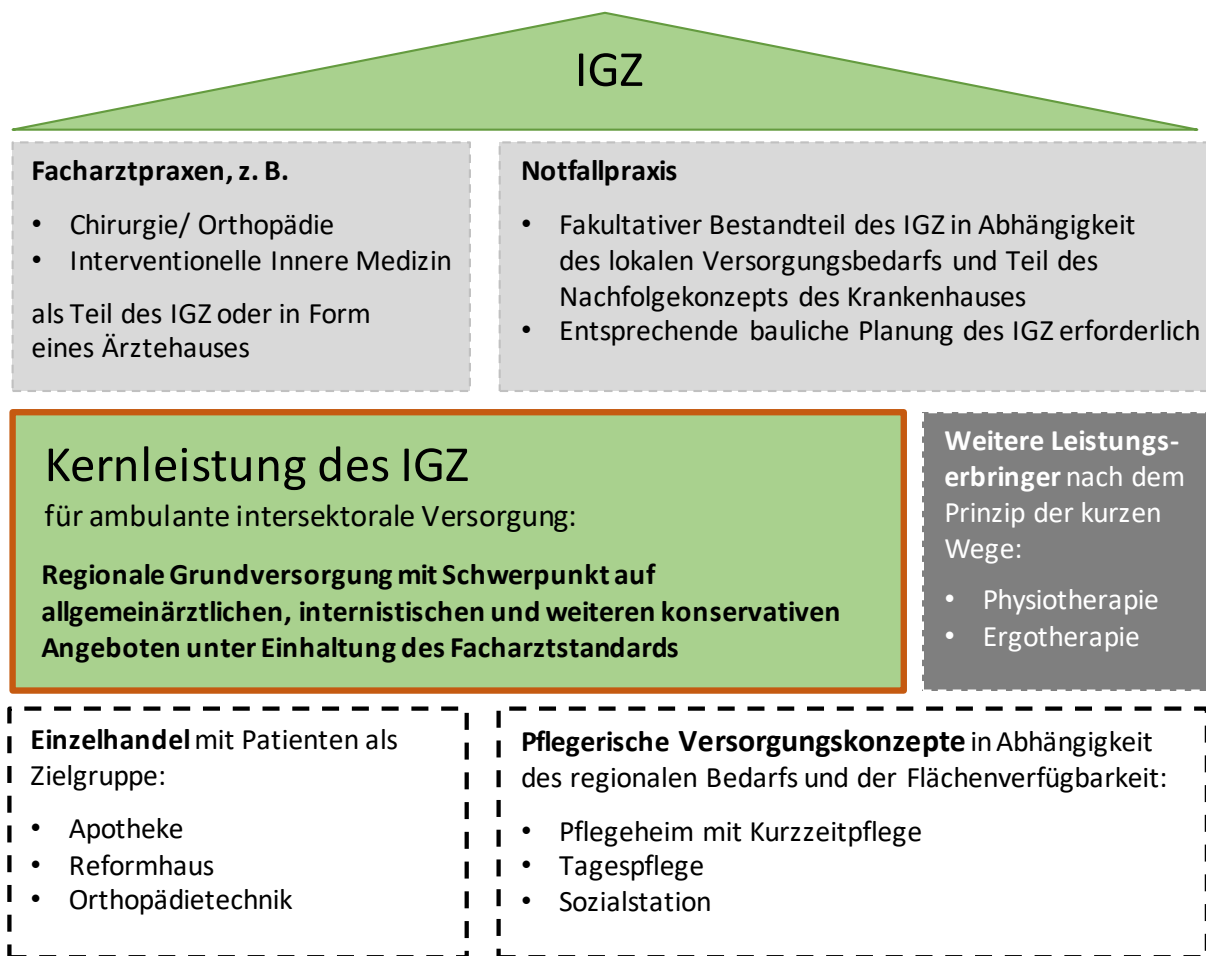 IGZ
Facharztpraxen, z. B.
• Chirurgie/ Orthopädie
• Interventionelle Innere Medizin
als Teil des IGZ oder in Form
eines Ärztehauses
Notfallpraxis
• Fakultativer Bestandteil des IGZ in Abhängigkeit
des lokalen Versorgungsbedarfs und Teil des
Nachfolgekonzepts des Krankenhauses
• Entsprechende bauliche Planung des IGZ erforderlich
Kernleistung des IGZ
für ambulante intersektorale Versorgung:
Regionale Grundversorgung mit Schwerpunkt auf
allgemeinärztlichen, internistischen und weiteren konservativen
Angeboten unter Einhaltung des Facharztstandards
Weitere Leistungs-
erbringer nach dem
Prinzip der kurzen
Wege:
• Physiotherapie
• Ergotherapie
Einzelhandel mit Patienten als
Zielgruppe:
• Apotheke
• Reformhaus
• Orthopädietechnik
Pflegerische Versorgungskonzepte in Abhängigkeit
des regionalen Bedarfs und der Flächenverfügbarkeit:
• Pflegeheim mit Kurzzeitpflege
• Tagespflege
• Sozialstation